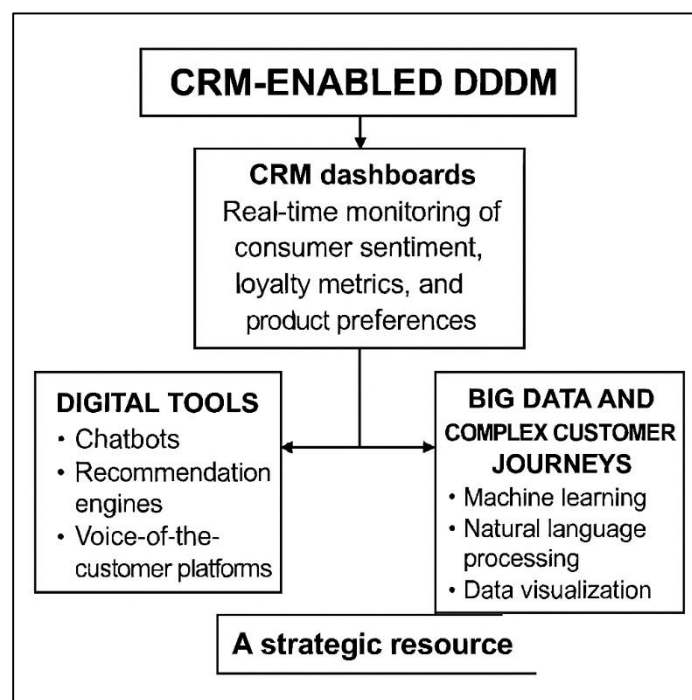 CRM-ENABLED DDDM
CRM dashboards
Real-time monitoring of
consumer sentiment,
loyalty metrics, and
product preferences
DIGITAL TOOLS
• Chatbots
• Recommendation
engines
• Voice-of-the-
customer platforms
BIG DATA AND
COMPLEX CUSTOMER
JOURNEYS
• Machine learning
• Natural language
processing
• Data visualization
A strategic resource